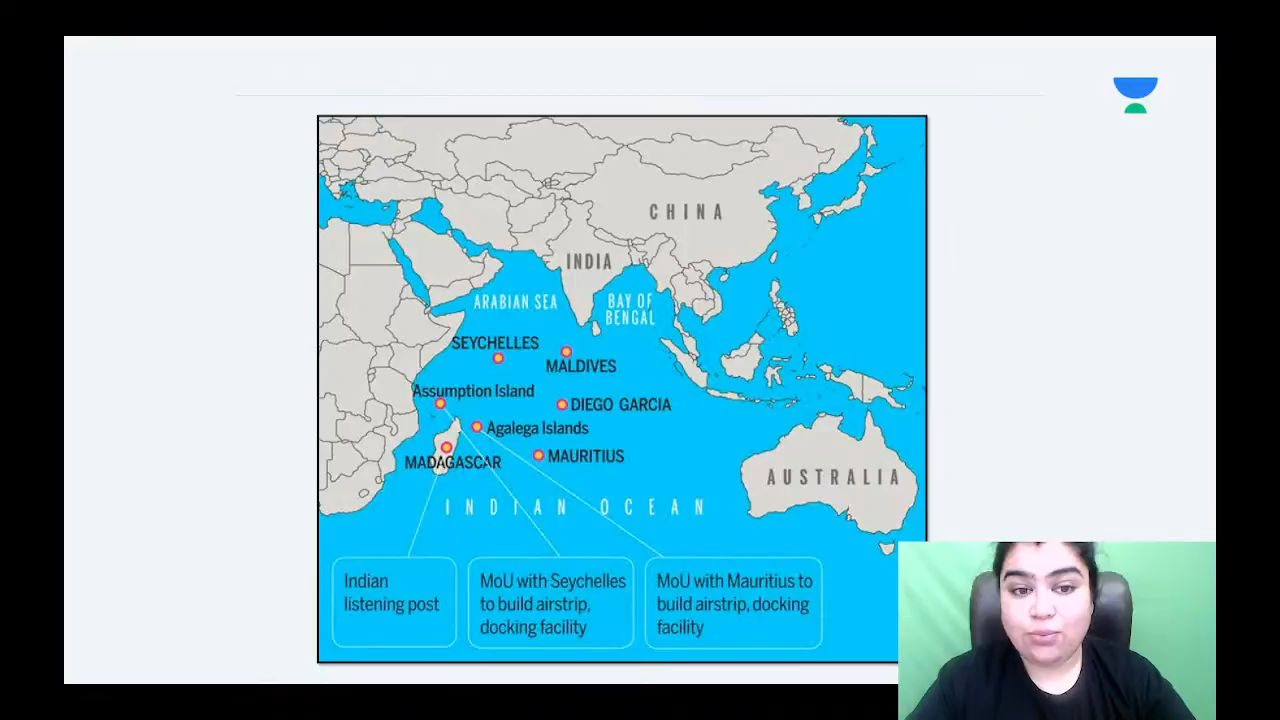 CHINA
INDIA
ARABIAN SEA
BAY OF
BENGAL
SEYCHELLES
MALDIVES
Assumption Island
DIEGO GARCIA
Agalega Islands
MADAGASCAR
MAURITIUS
AUSTRALIA
INDIAN OCEAN
Indian
listening post
MoU with Seychelles
to build airstrip,
docking facility
MoU with Mauritius to
build airstrip, docking
facility